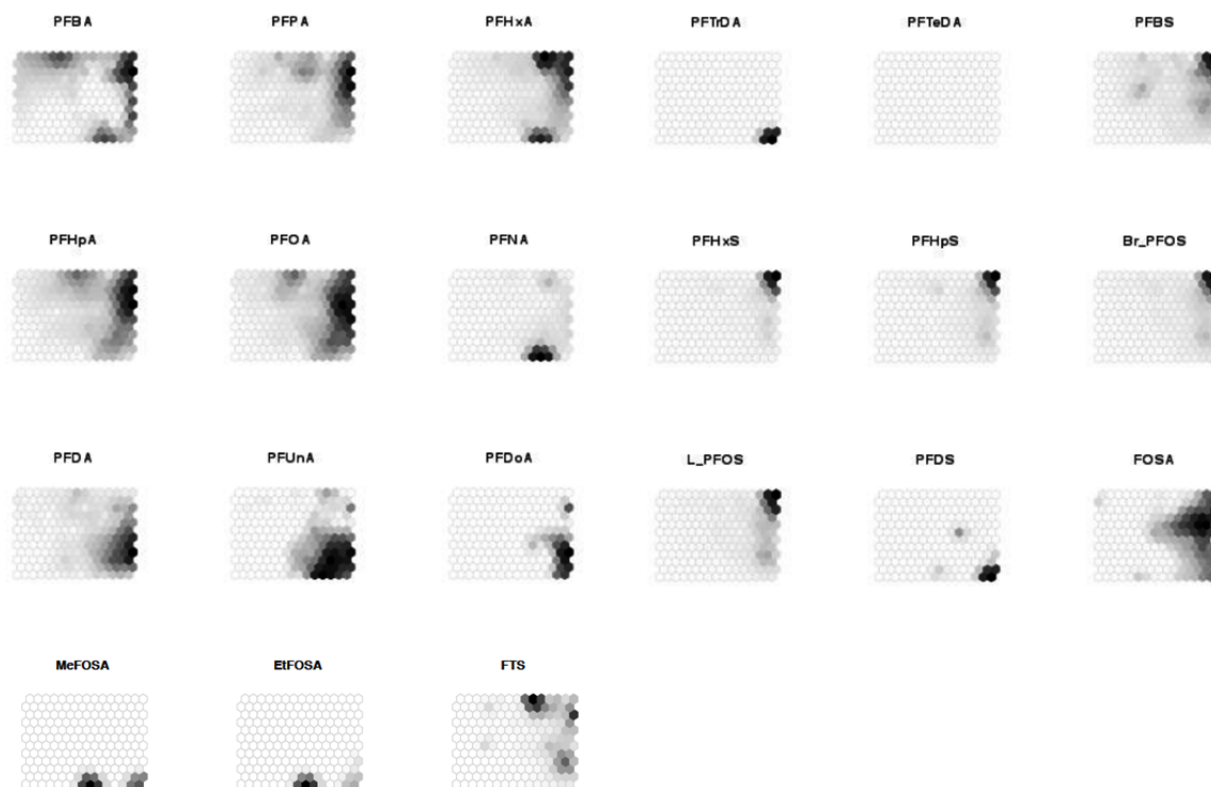 PFBA PFPA PFHxA PFTrDA PFTeDA PFBS
PFHpA PFOA PFNA PFHxS PFHpS Br_PFOS
PFDA PFUnA PFDoA L_PFOS PFDS FOSA
MeFOSA EtFOSA FTS